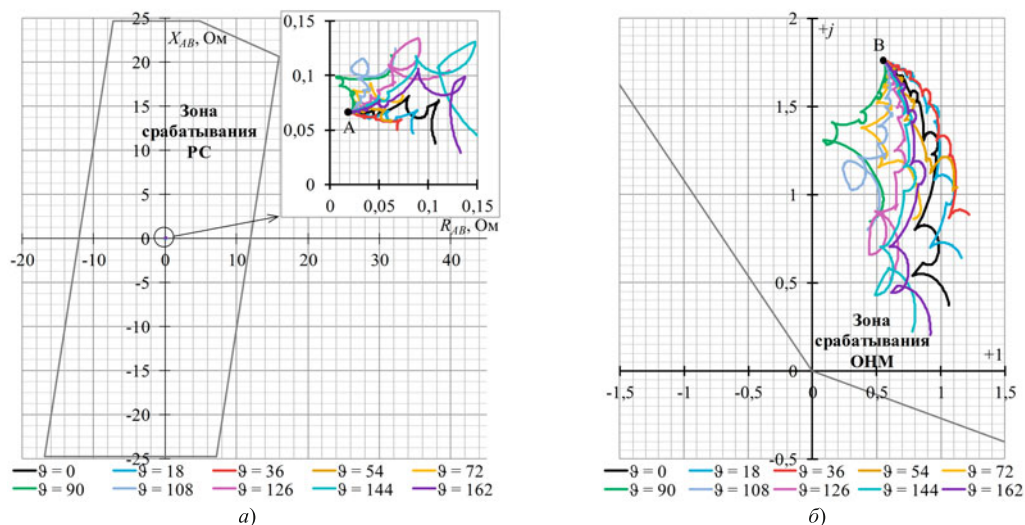 25
20
15
10
5
0
-5
-10
-15
-20
-25
-20 -10 0 10 20 30 40
X_AB, Ом
R_AB, Ом
Зона
срабатывания
РС
0,15
0,1
0,05
0
0 0,05 0,1 0,15
A
ϑ = 0 ϑ = 18 ϑ = 36 ϑ = 54 ϑ = 72
ϑ = 90 ϑ = 108 ϑ = 126 ϑ = 144 ϑ = 162
а)
2
1,5
1
0,5
0
-0,5
+j
B
Зона
срабатывания
ОНМ
+1
-1,5 -1 -0,5 0 0,5 1 1,5
ϑ = 0 ϑ = 18 ϑ = 36 ϑ = 54 ϑ = 72
ϑ = 90 ϑ = 108 ϑ = 126 ϑ = 144 ϑ = 162
б)